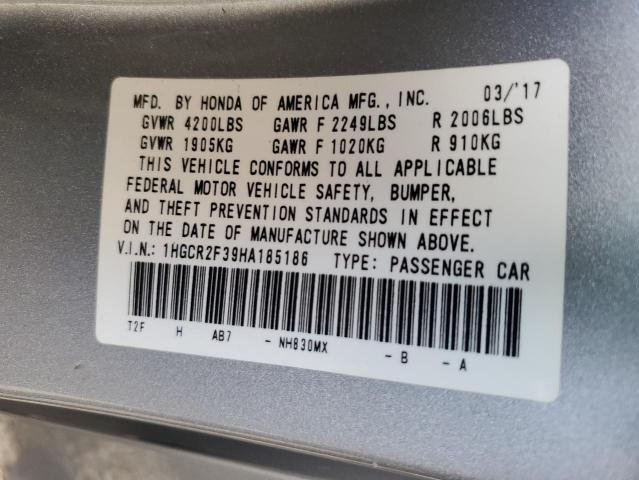 MFD. BY HONDA OF AMERICA MFG., INC. 03/'17
GVWR 4200LBS GAWR F 2249LBS R 2006LBS
GVWR 1905KG GAWR F 1020KG R 910KG
THIS VEHICLE CONFORMS TO ALL APPLICABLE
FEDERAL MOTOR VEHICLE SAFETY, BUMPER,
AND THEFT PREVENTION STANDARDS IN EFFECT
ON THE DATE OF MANUFACTURE SHOWN ABOVE.
V.I.N.: 1HGCR2F39HA185186 TYPE: PASSENGER CAR
T2F H AB7 - NH830MX - B - A